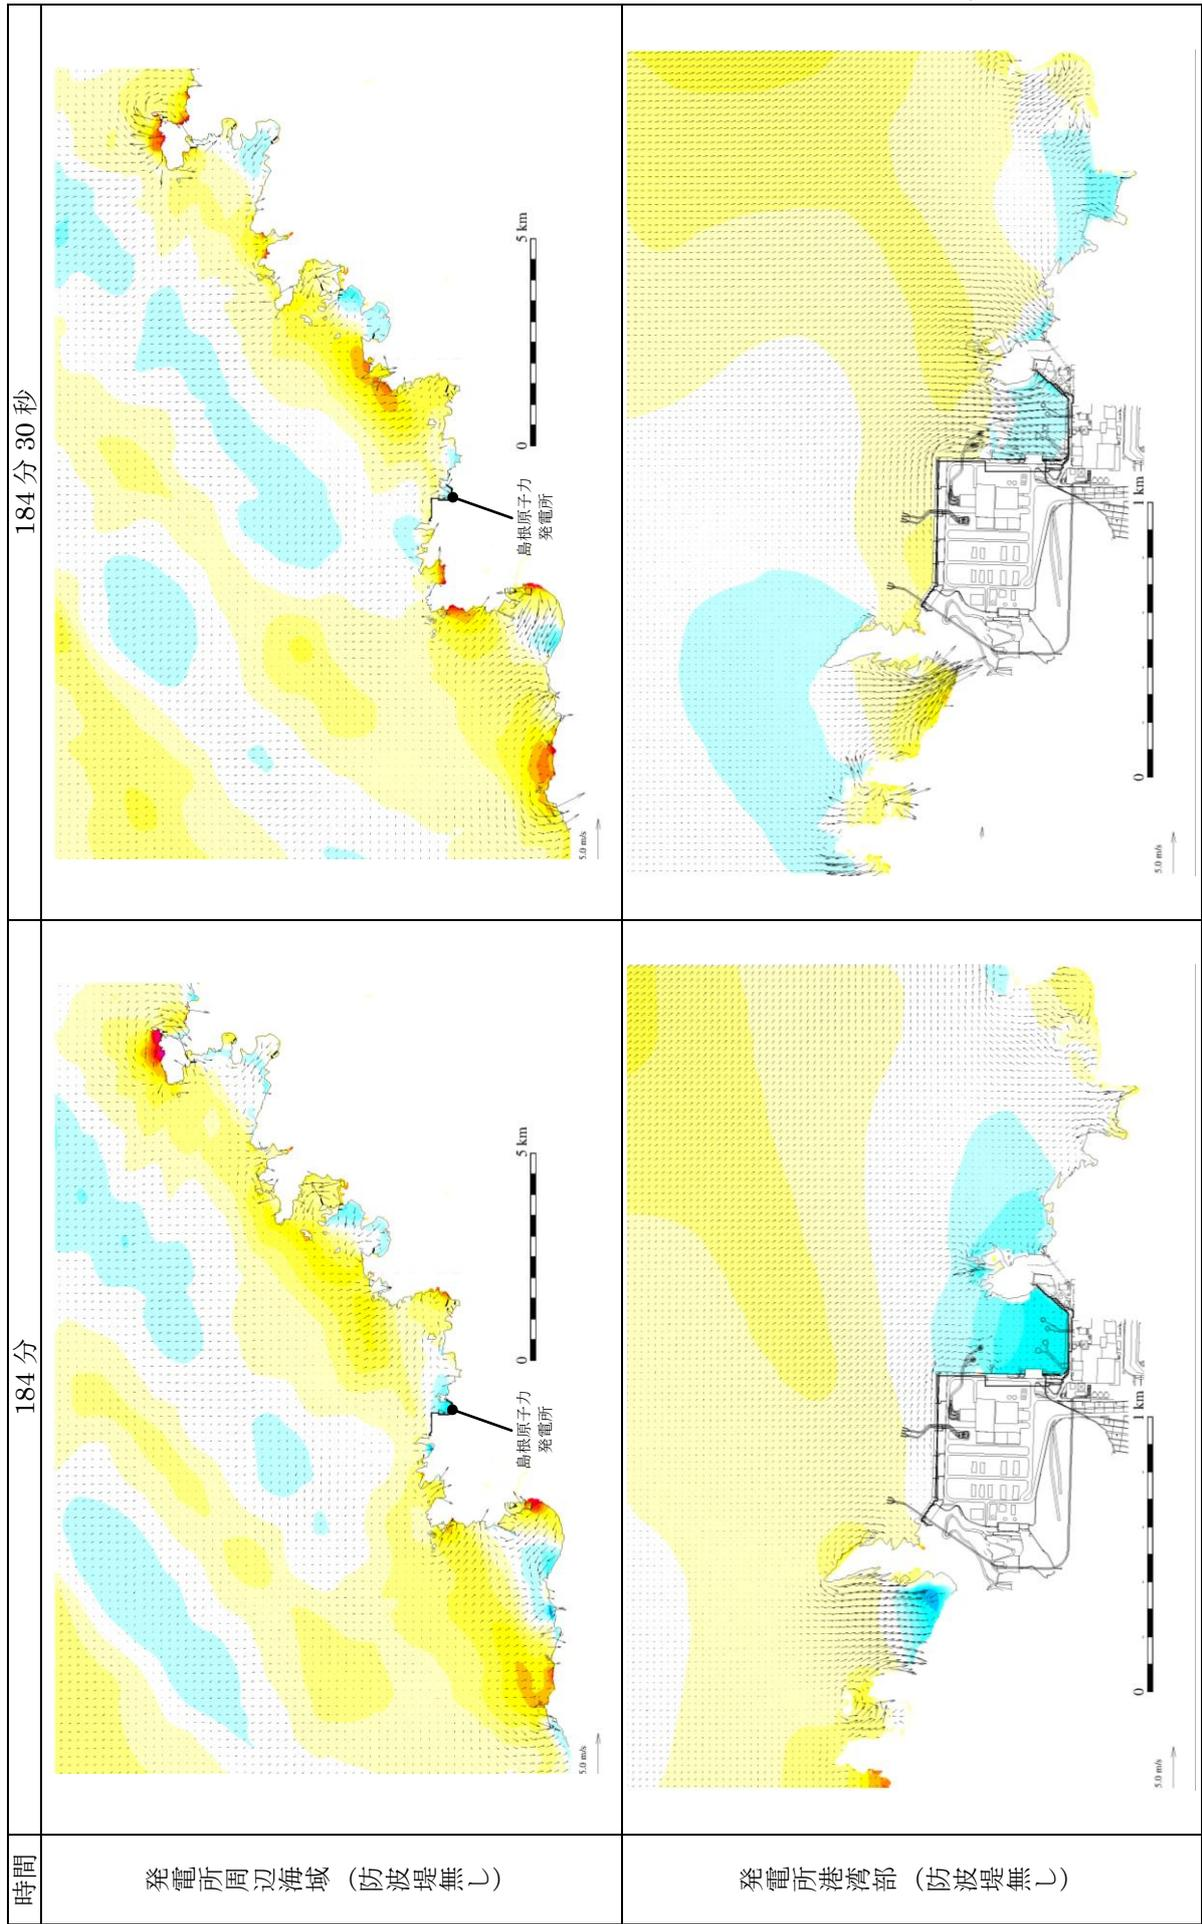 時間
184分
184分30秒
発電所周辺海域（防波堤無し）
島根原子力
発電所
0
5 km
5.0 m/s
島根原子力
発電所
0
5 km
5.0 m/s
発電所港湾部（防波堤無し）
0
1 km
5.0 m/s
0
1 km
5.0 m/s